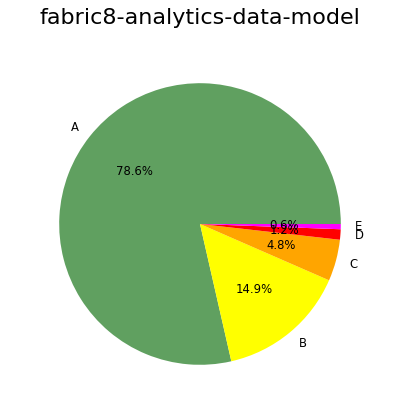 fabric8-analytics-data-model
A
78.6%
0.6%
E
1.2%
D
4.8%
C
14.9%
B